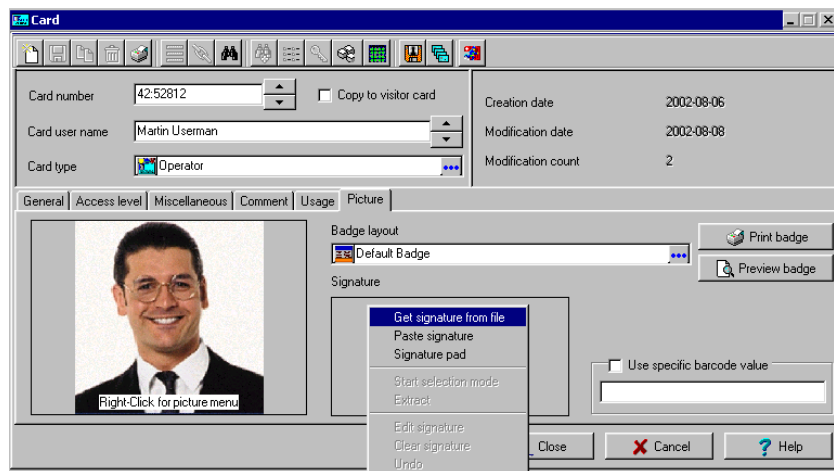 Card
Card number 42:52812 Copy to visitor card
Creation date 2002-08-06
Card user name Martin Userman
Modification date 2002-08-08
Card type Operator
Modification count 2
General Access level Miscellaneous Comment Usage Picture
Badge layout
Default Badge
Print badge
Preview badge
Signature
Get signature from file
Paste signature
Signature pad
Start selection mode
Extract
Edit signature
Clear signature
Undo
Use specific barcode value
Right-Click for picture menu
Close Cancel Help